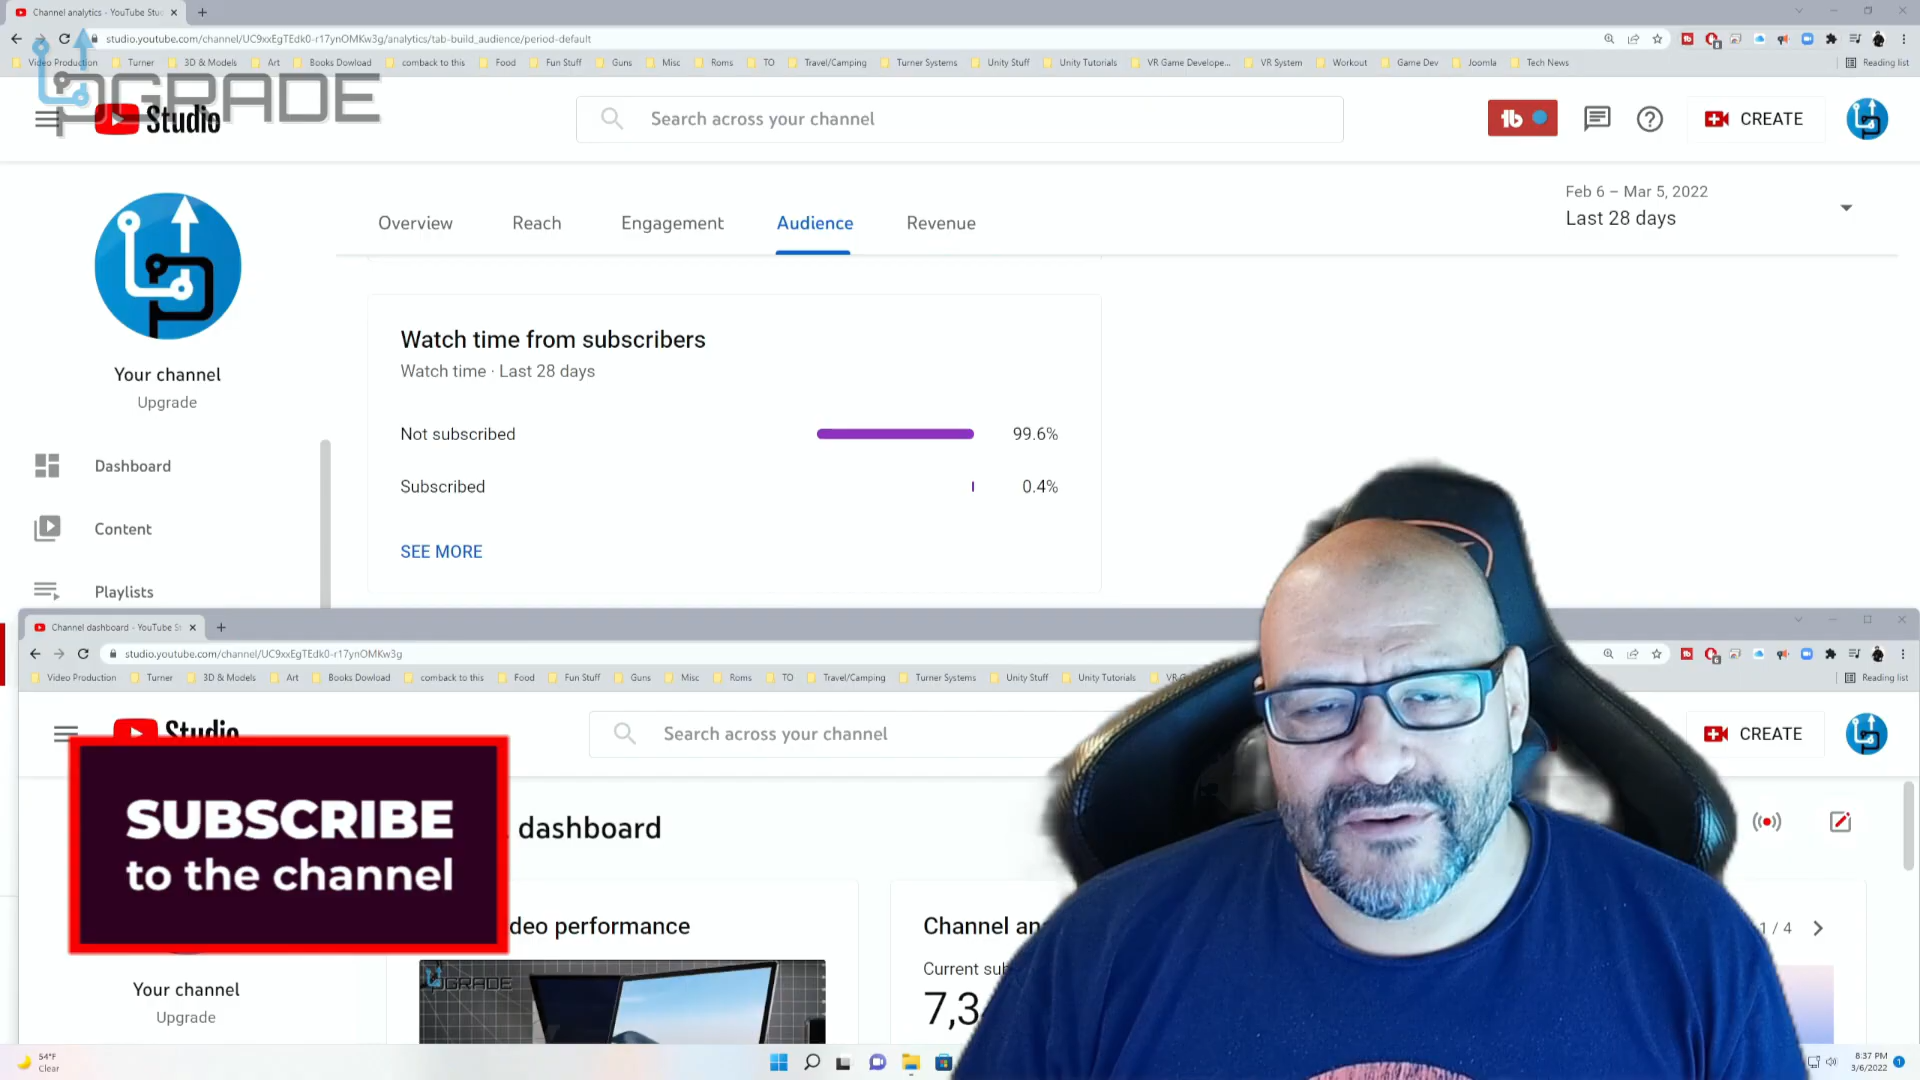 Channel analytics - YouTube Stu
studio.youtube.com/channel/UC9xxEgTEdk0-r17ynOMKw3g/analytics/tab-build_audience/period-default
Video Production Turner 3D & Models Art Books Dowload comback to this Food Fun Stuff Guns Misc Roms TO Travel/Camping Turner Systems Unity Stuff Unity Tutorials VR Game Develope... VR System Workout Game Dev Joomla Tech News Reading list
UPGRADE
Studio
Search across your channel
CREATE
Feb 6 – Mar 5, 2022
Last 28 days
Overview Reach Engagement Audience Revenue
Watch time from subscribers
Watch time · Last 28 days
Your channel
Upgrade
Not subscribed 99.6%
Subscribed 0.4%
SEE MORE
Dashboard
Content
Playlists
Channel dashboard - YouTube St
studio.youtube.com/channel/UC9xxEgTEdk0-r17ynOMKw3g
Video Production Turner 3D & Models Art Books Dowload comback to this Food Fun Stuff Guns Misc Roms TO Travel/Camping Turner Systems Unity Stuff Unity Tutorials Reading list
Studio
Search across your channel
CREATE
SUBSCRIBE
to the channel
dashboard
deo performance
Channel an
1 / 4
Current sub
7,3
UPGRADE
Your channel
Upgrade
54°F
Clear
8:37 PM
3/6/2022